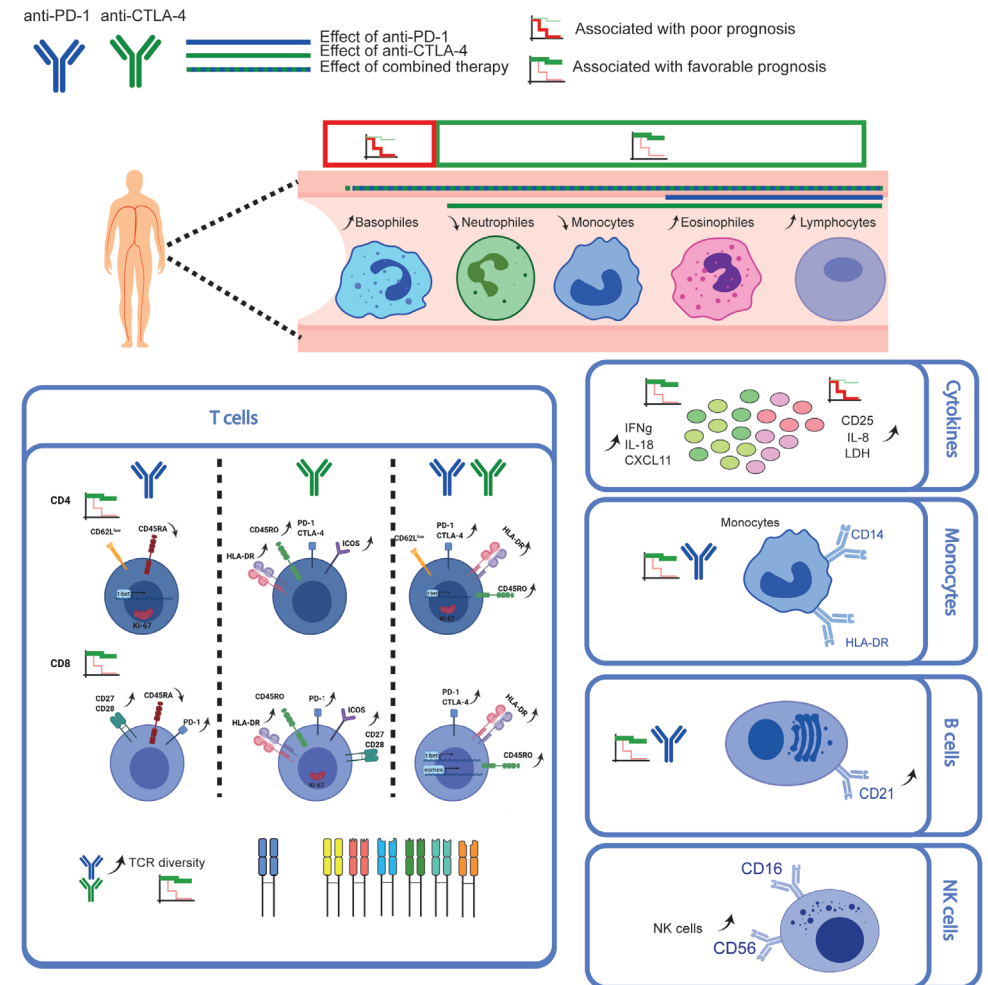 anti-PD-1 anti-CTLA-4
Effect of anti-PD-1
Effect of anti-CTLA-4
Effect of combined therapy
Associated with poor prognosis
Associated with favorable prognosis
Basophiles
Neutrophiles
Monocytes
Eosinophiles
Lymphocytes
T cells
CD4
CD62Llow
CD45RA
t-bet
Ki-67
CD45RO
PD-1
CTLA-4
ICOS
HLA-DR
CD62Llow
PD-1
CTLA-4
HLA-DR
CD45RO
t-bet
Ki-67
CD8
CD27
CD28
CD45RA
PD-1
CD45RO
PD-1
ICOS
HLA-DR
CD27
CD28
Ki-67
PD-1
CTLA-4
HLA-DR
CD45RO
t-bet
eomes
TCR diversity
Cytokines
IFNg
IL-18
CXCL11
CD25
IL-8
LDH
Monocytes
Monocytes
CD14
HLA-DR
B cells
CD21
NK cells
CD16
NK cells
CD56